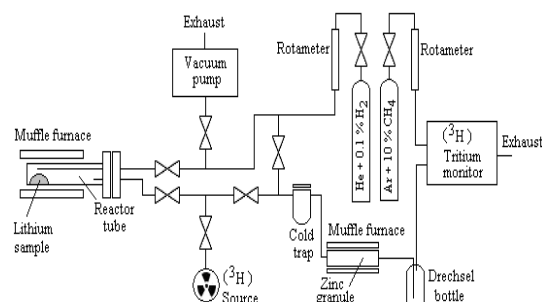 Exhaust
Vacuum
pump
Rotameter
Rotameter
He + 0.1 % H2
Ar + 10 % CH4
(3H)
Tritium
monitor
Exhaust
Muffle furnace
Lithium
sample
Reactor
tube
(3H)
Source
Cold
trap
Muffle furnace
Zinc
granule
Drechsel
bottle